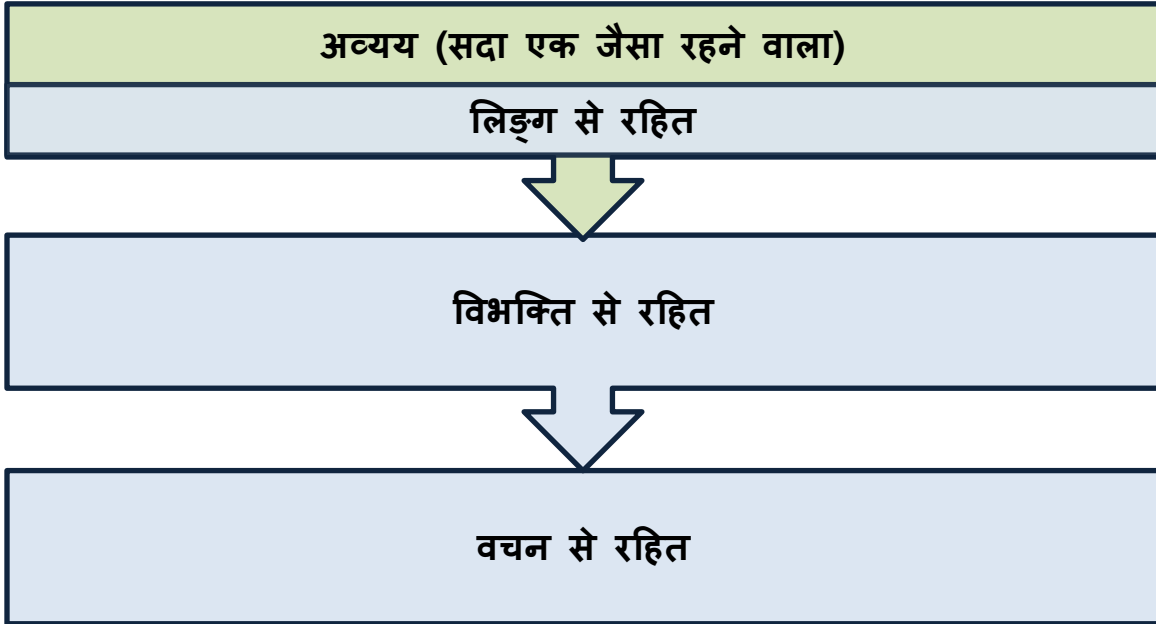 अव्यय (सदा एक जैसा रहने वाला)
लिङ्ग से रहित
विभक्ति से रहित
वचन से रहित